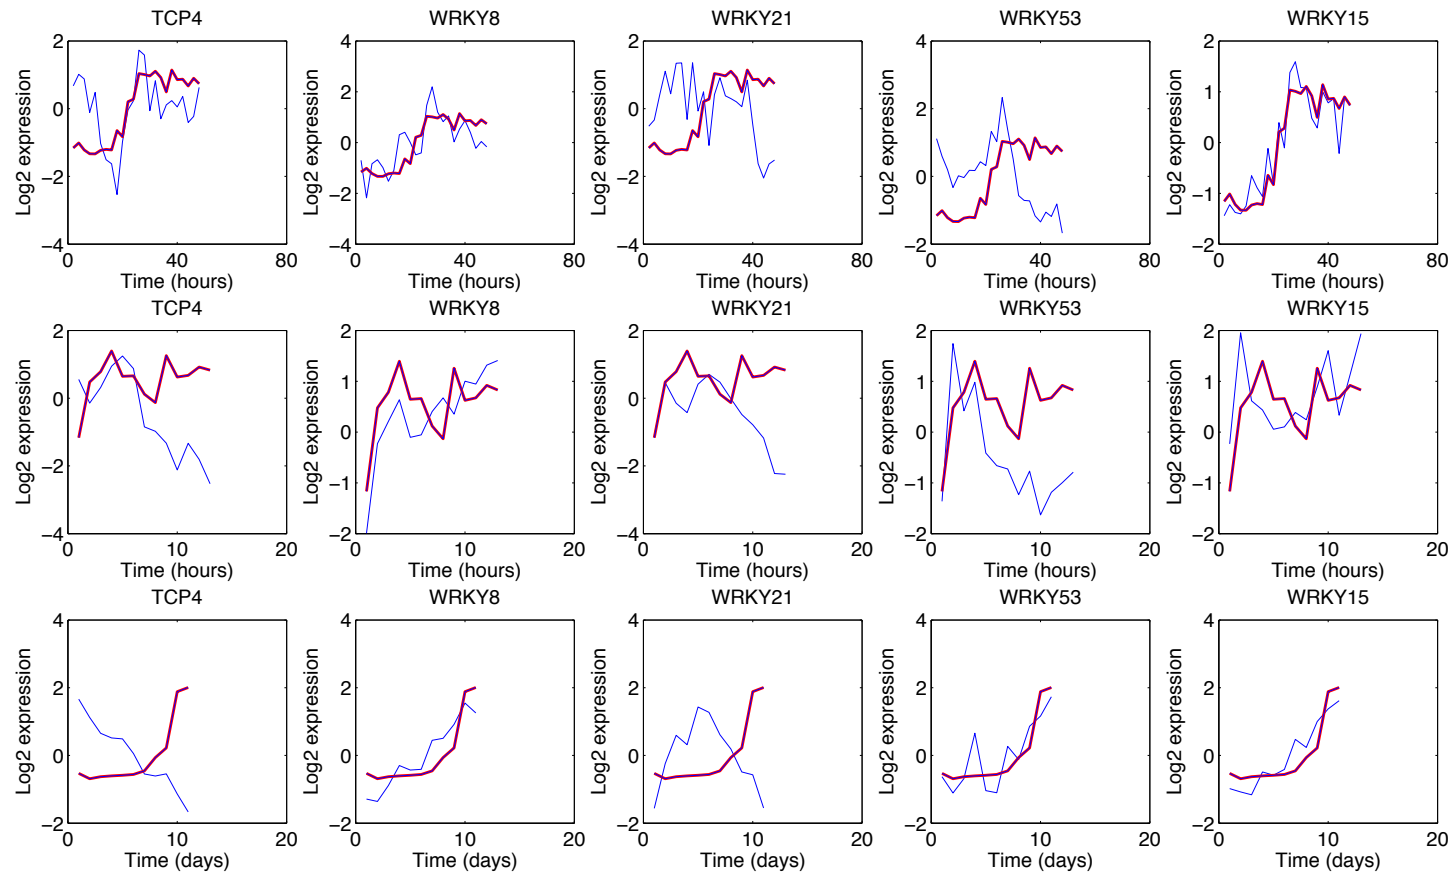 TCP4 WRKY8 WRKY21 WRKY53 WRKY15
Log2 expression Log2 expression Log2 expression Log2 expression Log2 expression
2 4 2 4 2
0 2 0 2 1
−2 0 −2 0 0
−4 −2 −4 −2 −1
−4 −2
0 40 80 0 40 80 0 40 80 0 40 80 0 40 80
Time (hours) Time (hours) Time (hours) Time (hours) Time (hours)
TCP4 WRKY8 WRKY21 WRKY53 WRKY15
Log2 expression Log2 expression Log2 expression Log2 expression Log2 expression
2 2 2 2 2
0 1 0 1 1
−2 0 −2 0 0
−4 −1 −4 −1 −1
−2 −2 −2
0 10 20 0 10 20 0 10 20 0 10 20 0 10 20
Time (hours) Time (hours) Time (hours) Time (hours) Time (hours)
TCP4 WRKY8 WRKY21 WRKY53 WRKY15
Log2 expression Log2 expression Log2 expression Log2 expression Log2 expression
4 4 4 4 4
2 2 2 2 2
0 0 0 0 0
−2 −2 −2 −2 −2
0 10 20 0 10 20 0 10 20 0 10 20 0 10 20
Time (days) Time (days) Time (days) Time (days) Time (days)